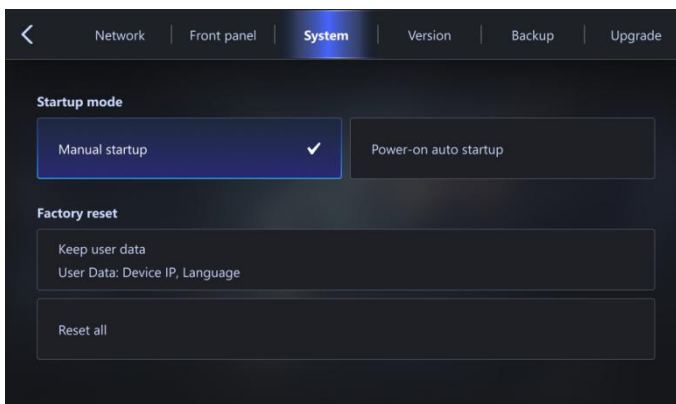 Network Front panel System Version Backup Upgrade
Startup mode
Manual startup Power-on auto startup
Factory reset
Keep user data
User Data: Device IP, Language
Reset all